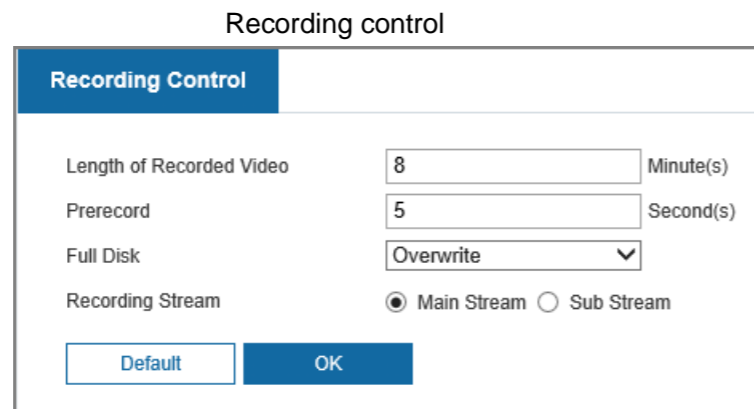 Recording control
Recording Control
Length of Recorded Video 8 Minute(s)
Prerecord 5 Second(s)
Full Disk Overwrite
Recording Stream Main Stream Sub Stream
Default OK